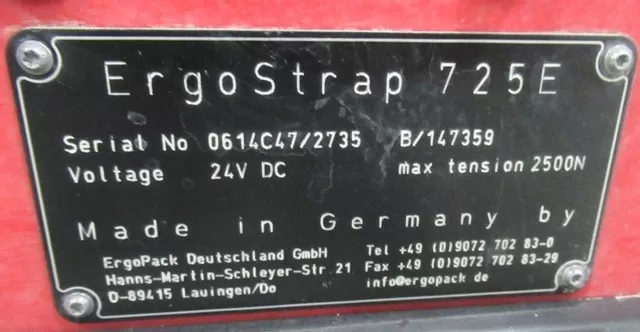 ErgoStrap 725E
Serial No 0614C47/2735 B/147359
Voltage 24V DC max tension 2500N
Made in Germany by
ErgoPack Deutschland GmbH Tel +49 (0)9072 702 83-0
Hanns-Martin-Schleyer-Str. 21 Fax +49 (0)9072 702 83-29
D-89415 Lauingen/Do info@ergopack.de